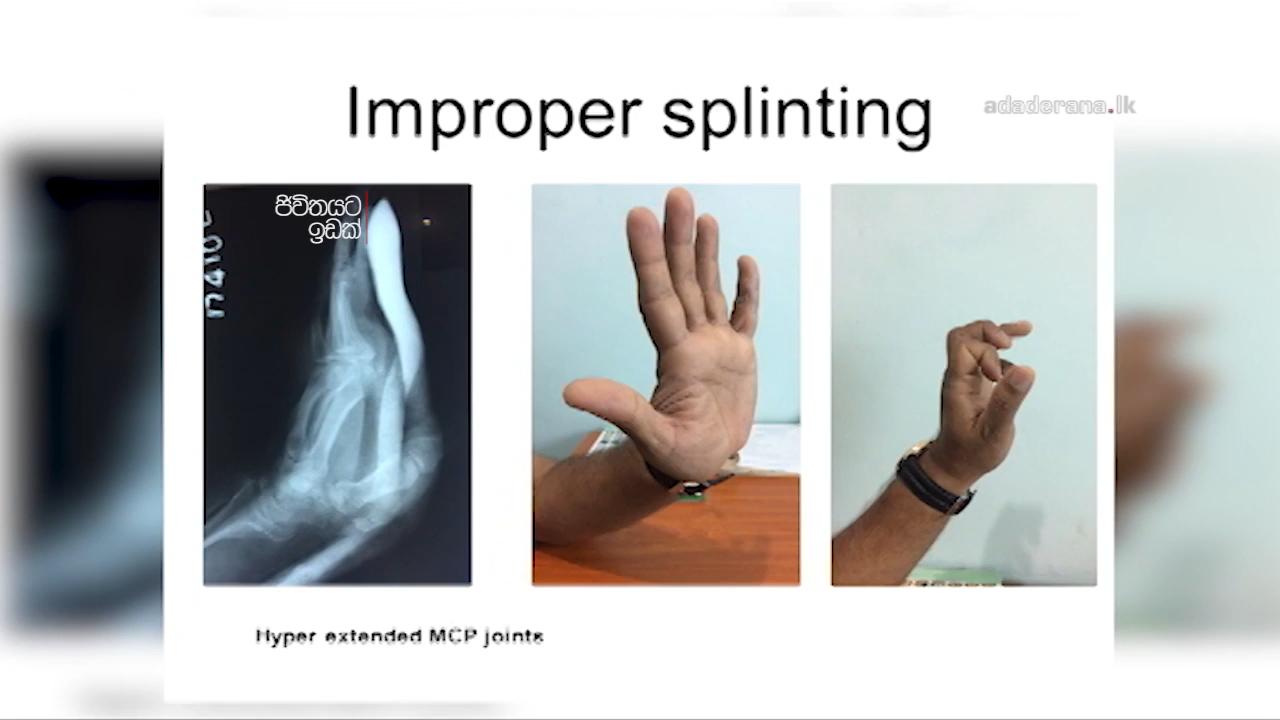 Improper splinting
adaderana.lk
ජීවිතයට
ඉඩක්
Hyper extended MCP joints